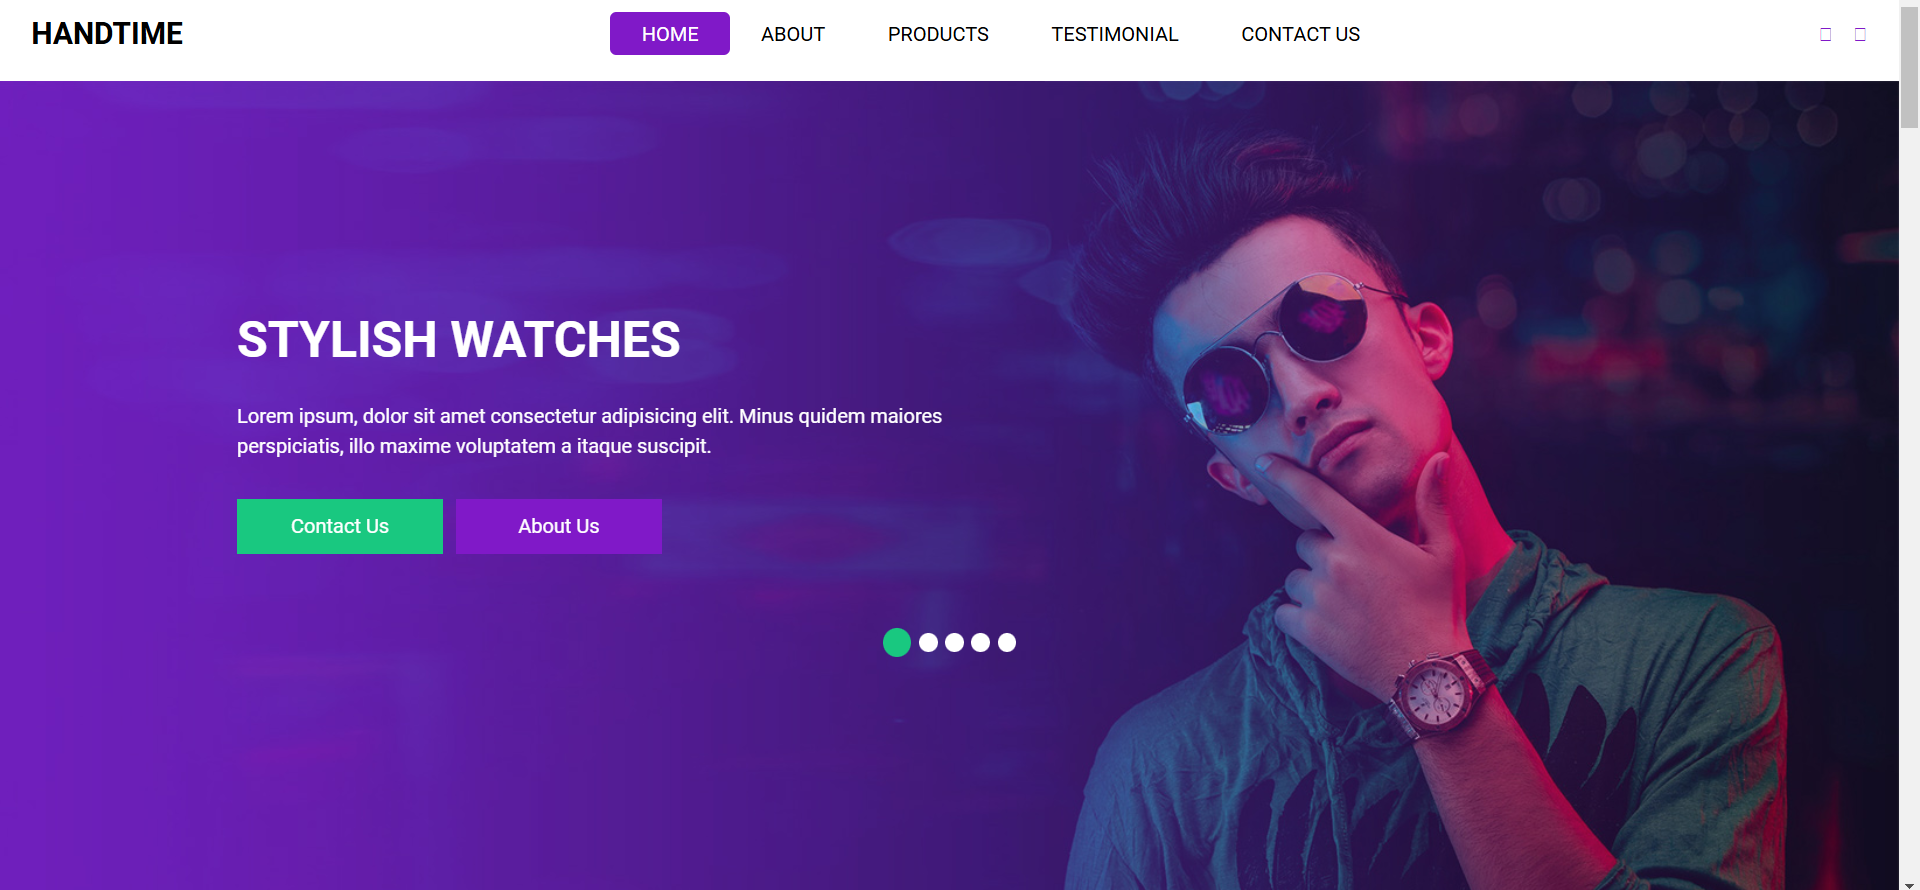 HANDTIME
HOME
ABOUT
PRODUCTS
TESTIMONIAL
CONTACT US
STYLISH WATCHES
Lorem ipsum, dolor sit amet consectetur adipisicing elit. Minus quidem maiores
perspiciatis, illo maxime voluptatem a itaque suscipit.
Contact Us
About Us